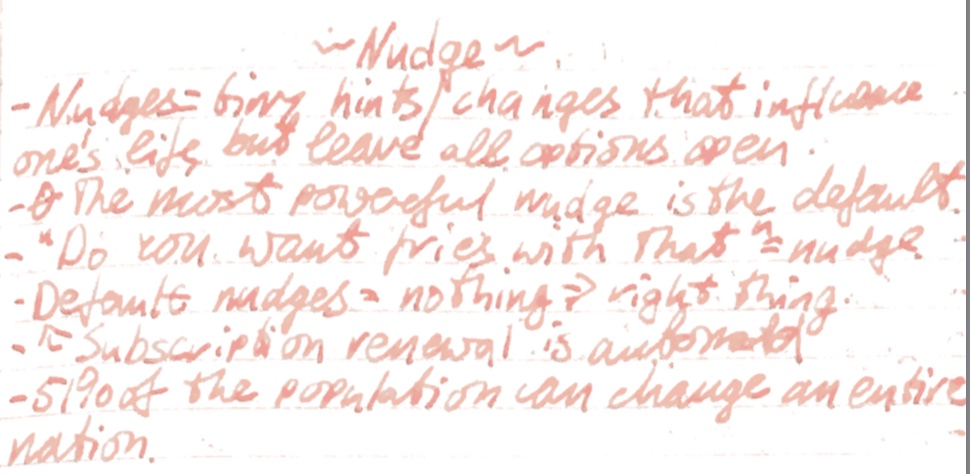 ~ Nudge ~
- Nudges = tiny hints/changes that influence
one's life, but leave all options open.
- The most powerful nudge is the default.
- "Do you want fries with that" = nudge
- Default nudges = nothing => right thing.
- Subscription renewal is automated
- 51% of the population can change an entire
nation.